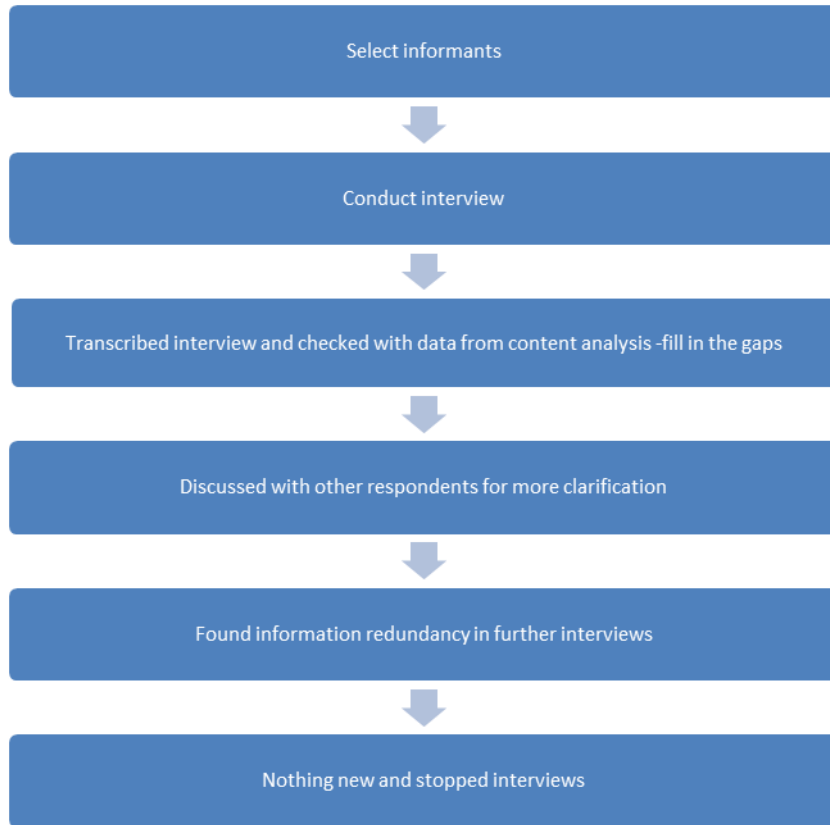 Select informants
Conduct interview
Transcribed interview and checked with data from content analysis -fill in the gaps
Discussed with other respondents for more clarification
Found information redundancy in further interviews
Nothing new and stopped interviews